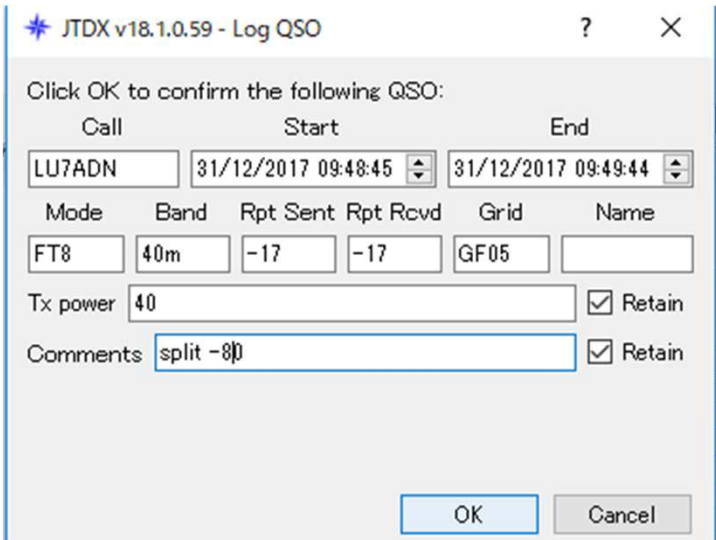 JTDX v18.1.0.59 - Log QSO ? ×
Click OK to confirm the following QSO:
Call Start End
LU7ADN 31/12/2017 09:48:45 31/12/2017 09:49:44
Mode Band Rpt Sent Rpt Rcvd Grid Name
FT8 40m -17 -17 GF05
Tx power 40 Retain
Comments split -80 Retain
OK Cancel